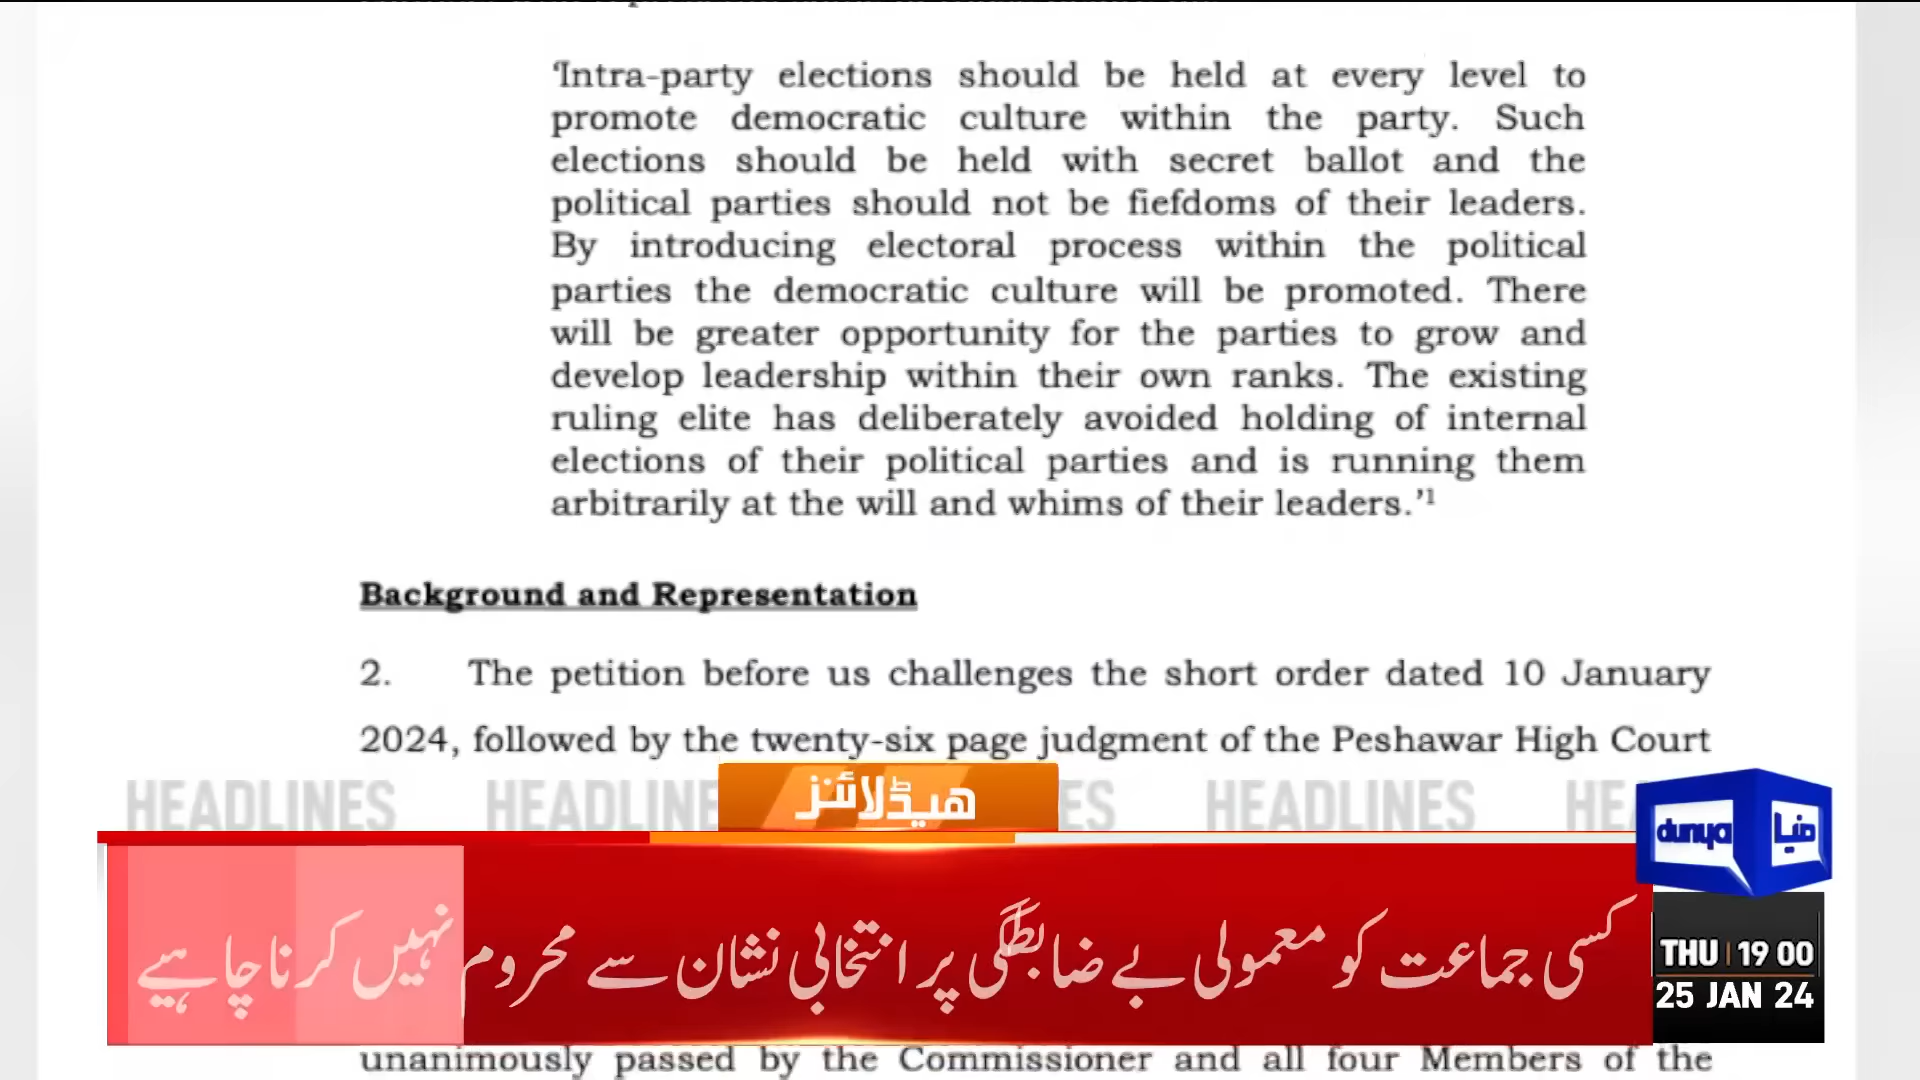 ‘Intra-party elections should be held at every level to
promote democratic culture within the party. Such
elections should be held with secret ballot and the
political parties should not be fiefdoms of their leaders.
By introducing electoral process within the political
parties the democratic culture will be promoted. There
will be greater opportunity for the parties to grow and
develop leadership within their own ranks. The existing
ruling elite has deliberately avoided holding of internal
elections of their political parties and is running them
arbitrarily at the will and whims of their leaders.’¹
Background and Representation
2. The petition before us challenges the short order dated 10 January
2024, followed by the twenty-six page judgment of the Peshawar High Court
HEADLINES HEADLINE ES HEADLINES HE
ھیڈلائنز
dunya دنیا
کسی جماعت کو معمولی بے ضابطگی پر انتخابی نشان سے محروم نہیں کرنا چاہیے
THU 19 00
25 JAN 24
unanimously passed by the Commissioner and all four Members of the